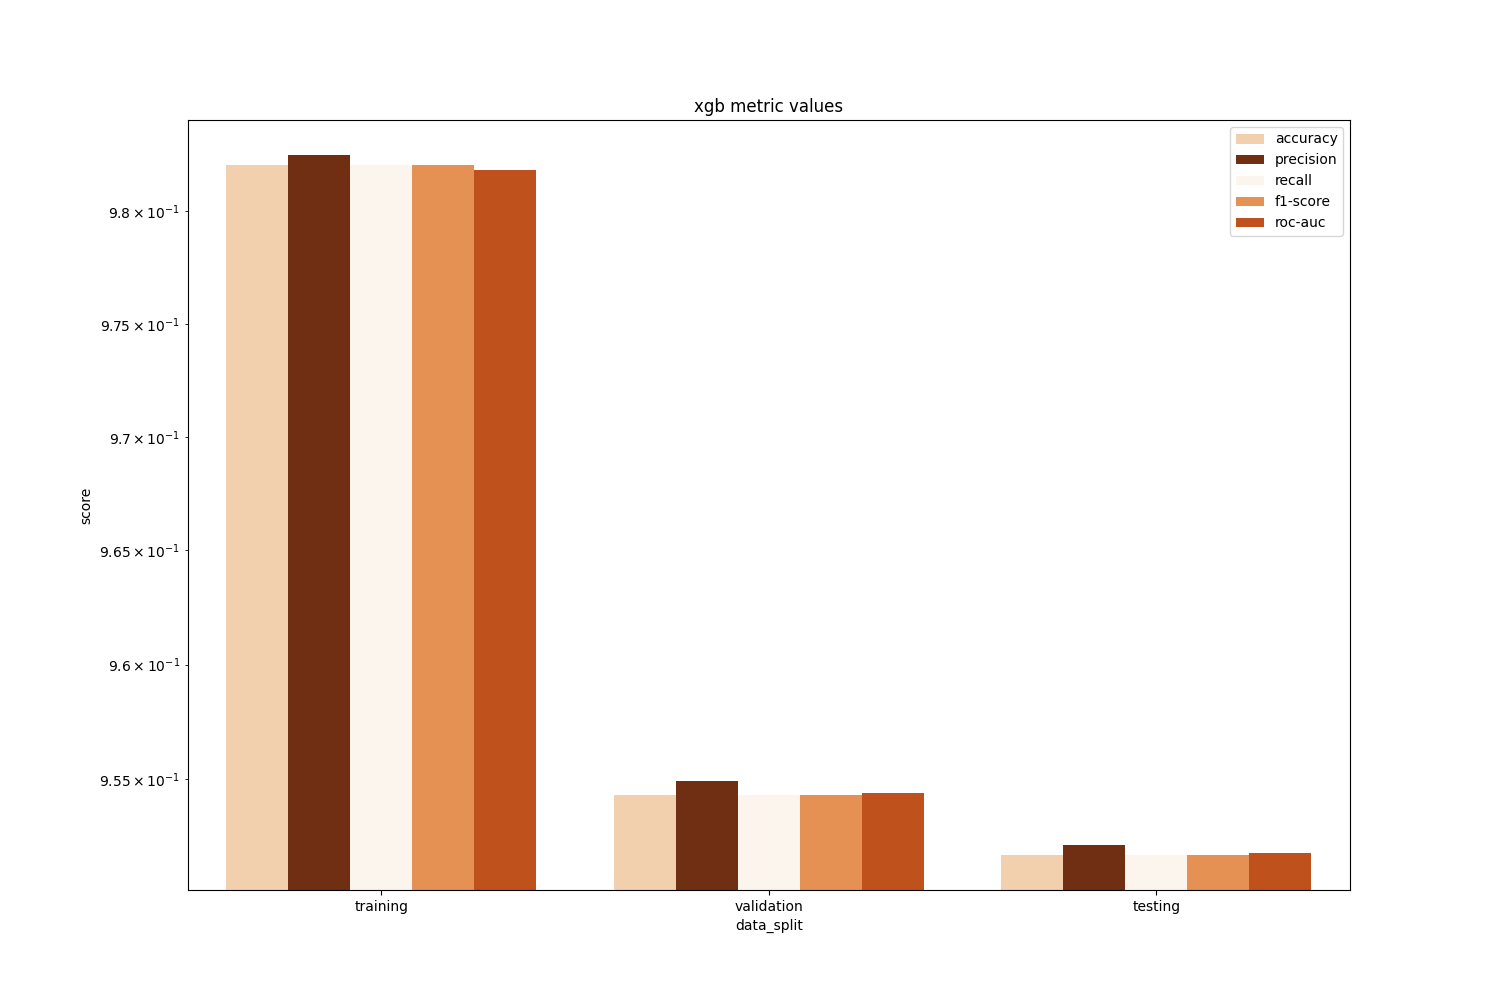 xgb metric values
accuracy
precision
recall
f1-score
roc-auc
9.8 × 10⁻¹
9.75 × 10⁻¹
9.7 × 10⁻¹
9.65 × 10⁻¹
9.6 × 10⁻¹
9.55 × 10⁻¹
score
training validation testing
data_split